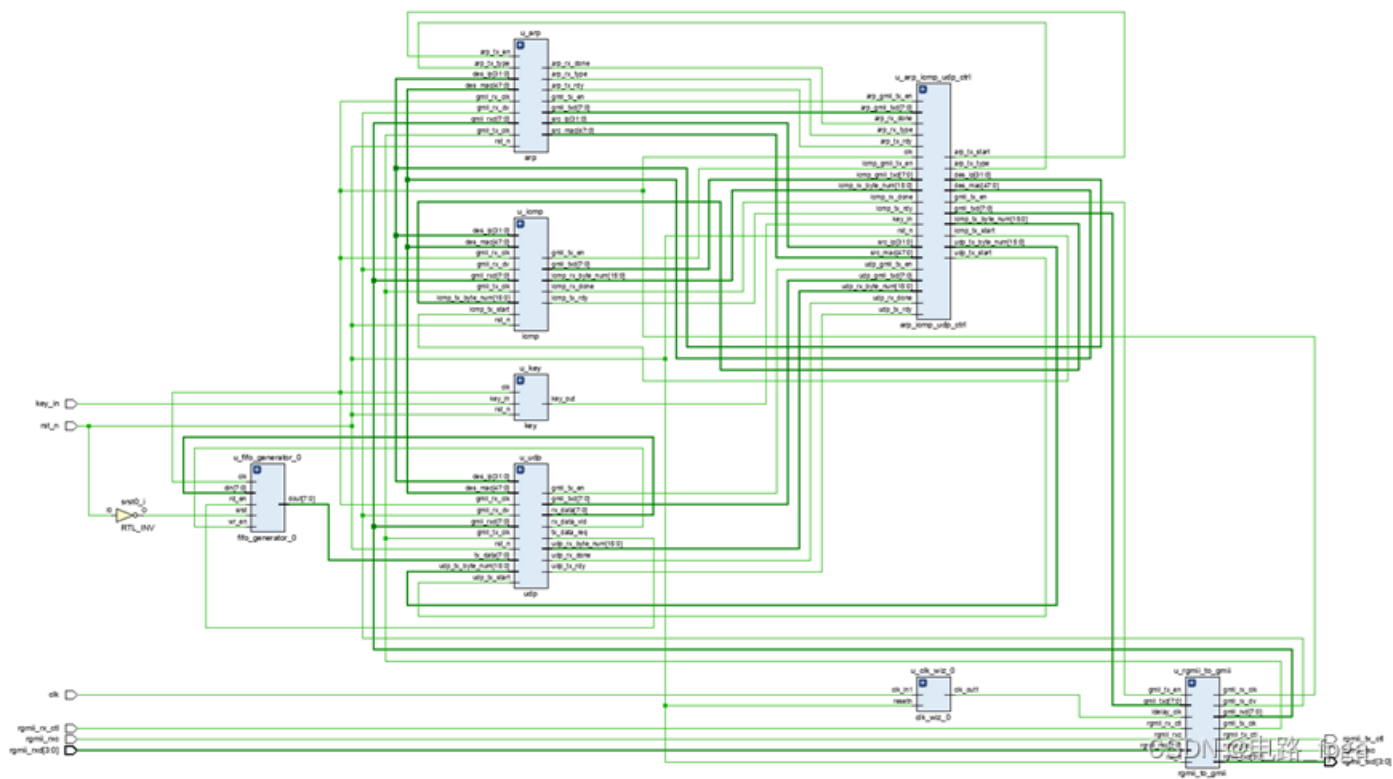 u_arp
arp_tx_en
arp_tx_type
des_ip[31:0]
des_mac[47:0]
gmii_rx_clk
gmii_rx_dv
gmii_rxd[7:0]
gmii_tx_clk
rst_n
arp_rx_done
arp_rx_type
arp_tx_rdy
gmii_tx_en
gmii_txd[7:0]
src_ip[31:0]
src_mac[47:0]
arp
u_arp_icmp_udp_ctrl
arp_gmii_tx_en
arp_gmii_txd[7:0]
arp_rx_done
arp_rx_type
arp_tx_rdy
clk
icmp_gmii_tx_en
icmp_gmii_txd[7:0]
icmp_rx_byte_num[15:0]
icmp_rx_done
icmp_tx_rdy
key_in
rst_n
src_ip[31:0]
src_mac[47:0]
udp_gmii_tx_en
udp_gmii_txd[7:0]
udp_rx_byte_num[15:0]
udp_rx_done
udp_tx_rdy
arp_tx_start
arp_tx_type
des_ip[31:0]
des_mac[47:0]
gmii_tx_en
gmii_txd[7:0]
icmp_tx_byte_num[15:0]
icmp_tx_start
udp_tx_byte_num[15:0]
udp_tx_start
arp_icmp_udp_ctrl
u_icmp
des_ip[31:0]
des_mac[47:0]
gmii_rx_clk
gmii_rx_dv
gmii_rxd[7:0]
gmii_tx_clk
icmp_tx_byte_num[15:0]
icmp_tx_start
rst_n
gmii_tx_en
gmii_txd[7:0]
icmp_rx_byte_num[15:0]
icmp_rx_done
icmp_tx_rdy
icmp
u_key
clk
key_in
rst_n
key_out
key
key_in
rst_n
u_fifo_generator_0
clk
din[7:0]
rd_en
srst
wr_en
dout[7:0]
fifo_generator_0
srst0_i
I0
O
RTL_INV
u_udp
des_ip[31:0]
des_mac[47:0]
gmii_rx_clk
gmii_rx_dv
gmii_rxd[7:0]
gmii_tx_clk
rst_n
tx_data[7:0]
udp_tx_byte_num[15:0]
udp_tx_start
gmii_tx_en
gmii_txd[7:0]
rx_data[7:0]
rx_data_vld
tx_data_req
udp_rx_byte_num[15:0]
udp_rx_done
udp_tx_rdy
udp
clk
rgmii_rx_ctl
rgmii_rxc
rgmii_rxd[3:0]
u_clk_wiz_0
clk_in1
resetn
clk_out1
clk_wiz_0
u_rgmii_to_gmii
gmii_tx_en
gmii_txd[7:0]
idelay_clk
rgmii_rx_ctl
rgmii_rxc
gmii_rx_clk
gmii_rx_dv
gmii_rxd[7:0]
gmii_tx_clk
rgmii_tx_ctl
rgmii_to_gmii
rgmii_tx_ctl
rgmii_txd[3:0]